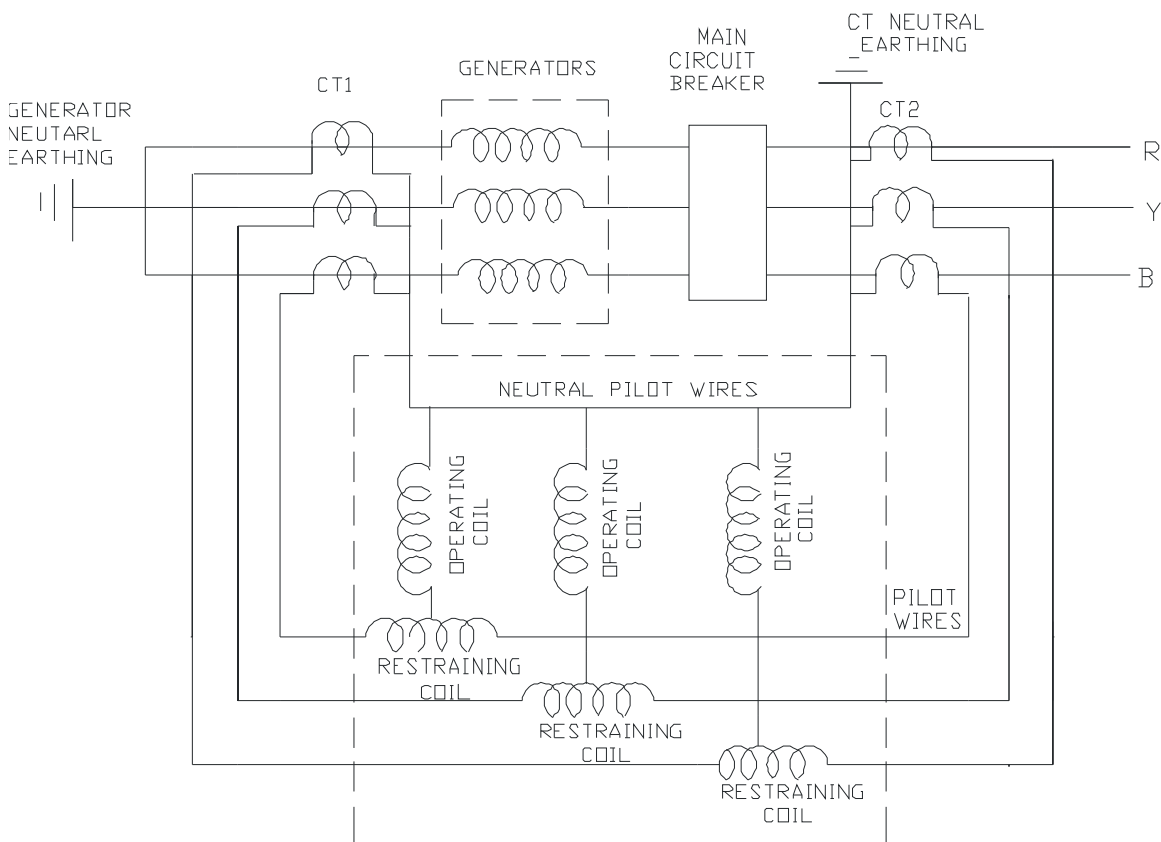 CT NEUTRAL
EARTHING
MAIN
CIRCUIT
BREAKER
GENERATORS
CT1
CT2
GENERATOR
NEUTARL
EARTHING
R
Y
B
NEUTRAL PILOT WIRES
OPERATING
COIL
OPERATING
COIL
OPERATING
COIL
PILOT
WIRES
RESTRAINING
COIL
RESTRAINING
COIL
RESTRAINING
COIL